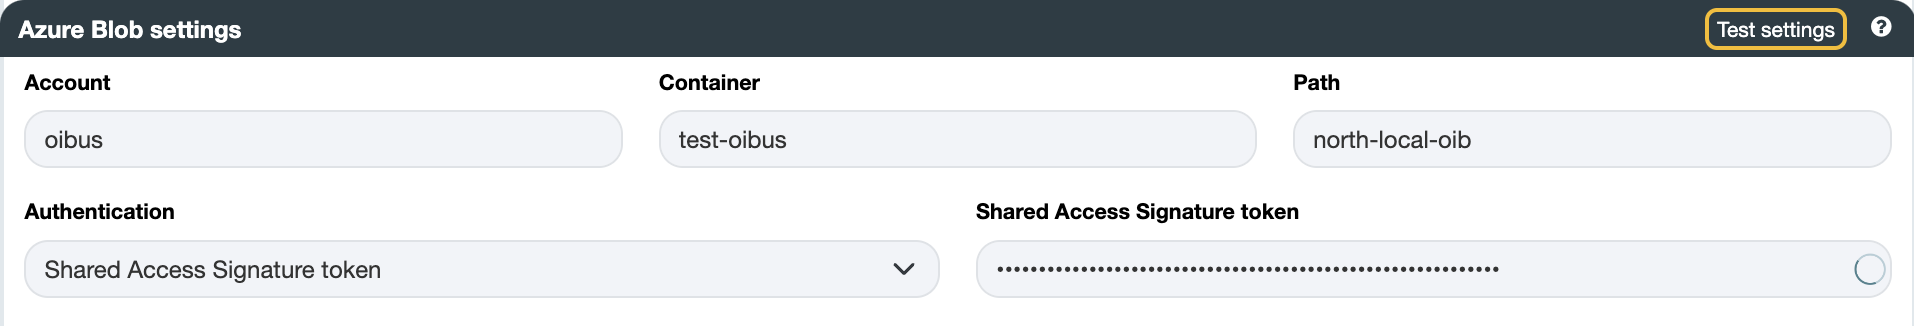 Azure Blob settings
Test settings
Account
Container
Path
oibus
test-oibus
north-local-oib
Authentication
Shared Access Signature token
Shared Access Signature token
••••••••••••••••••••••••••••••••••••••••••••••••••••••••••••